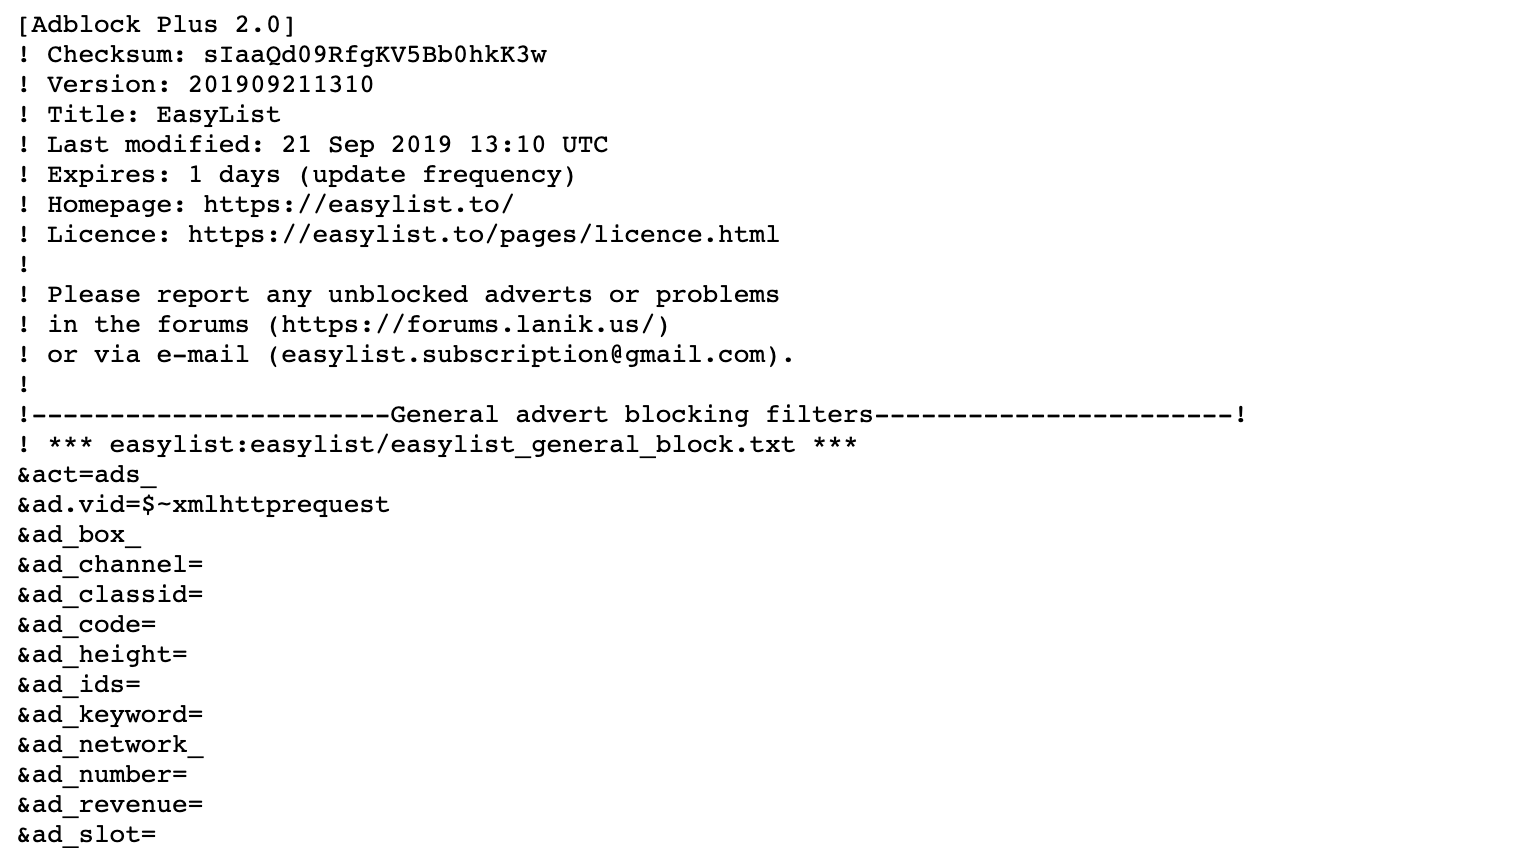 [Adblock Plus 2.0]
! Checksum: sIaaQd09RfgKV5Bb0hkK3w
! Version: 201909211310
! Title: EasyList
! Last modified: 21 Sep 2019 13:10 UTC
! Expires: 1 days (update frequency)
! Homepage: https://easylist.to/
! Licence: https://easylist.to/pages/licence.html
!
! Please report any unblocked adverts or problems
! in the forums (https://forums.lanik.us/)
! or via e-mail (easylist.subscription@gmail.com).
!
!-----------------------General advert blocking filters-----------------------!
! *** easylist:easylist/easylist_general_block.txt ***
&act=ads_
&ad.vid=$~xmlhttprequest
&ad_box_
&ad_channel=
&ad_classid=
&ad_code=
&ad_height=
&ad_ids=
&ad_keyword=
&ad_network_
&ad_number=
&ad_revenue=
&ad_slot=